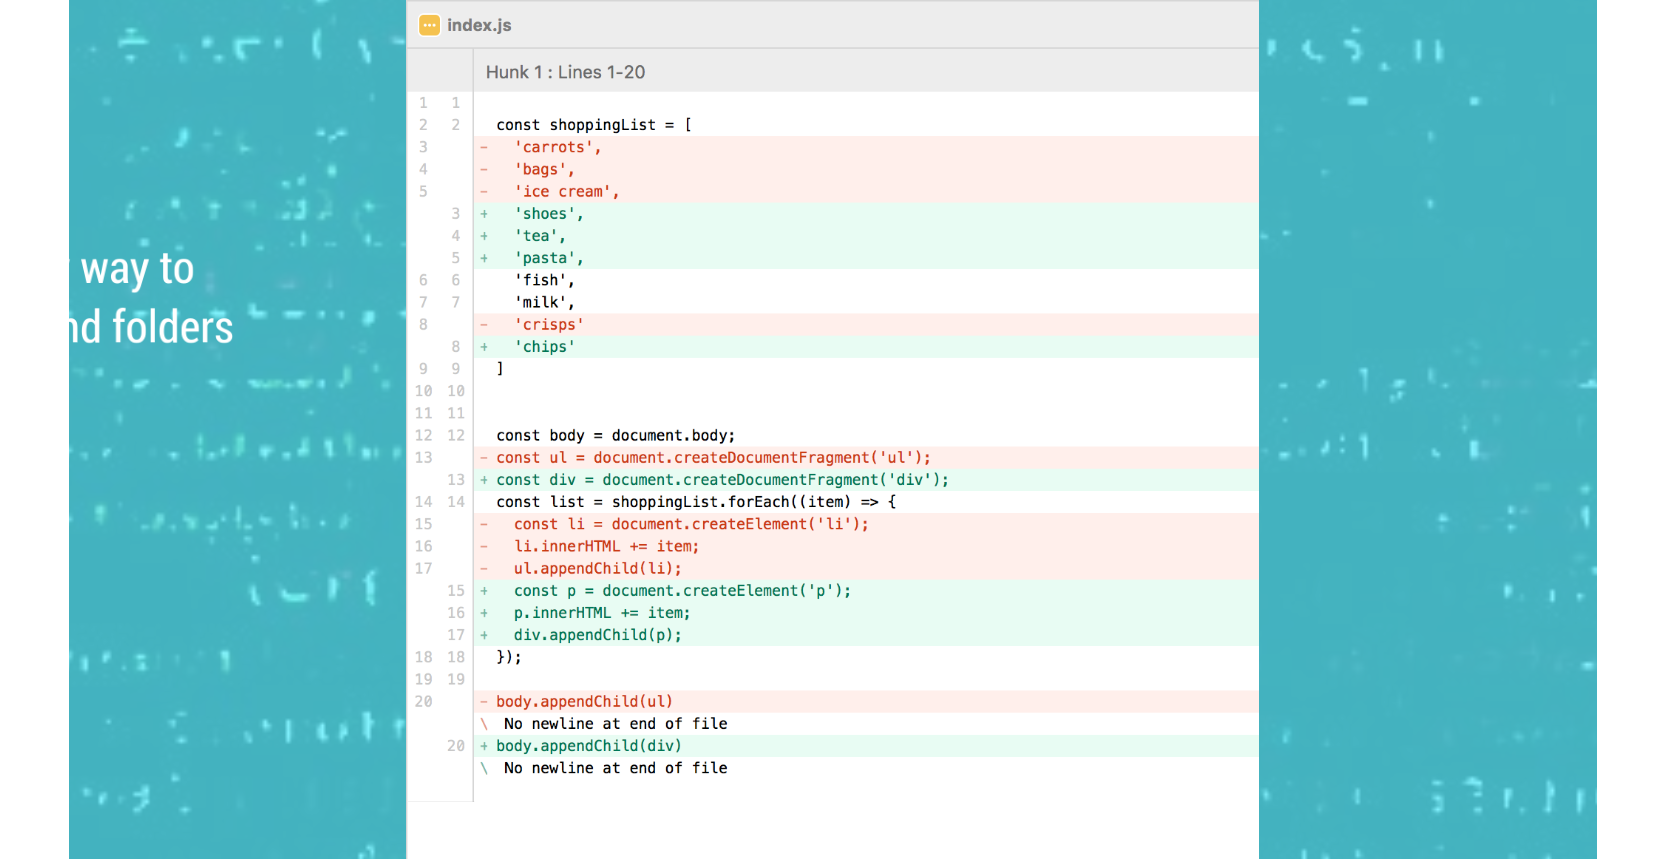 way to
nd folders
index.js
Hunk 1 : Lines 1-20
1 1
2 2 const shoppingList = [
3 - 'carrots',
4 - 'bags',
5 - 'ice cream',
3 + 'shoes',
4 + 'tea',
5 + 'pasta',
6 6 'fish',
7 7 'milk',
8 - 'crisps'
8 + 'chips'
9 9 ]
10 10
11 11
12 12 const body = document.body;
13 - const ul = document.createDocumentFragment('ul');
13 + const div = document.createDocumentFragment('div');
14 14 const list = shoppingList.forEach((item) => {
15 - const li = document.createElement('li');
16 - li.innerHTML += item;
17 - ul.appendChild(li);
15 + const p = document.createElement('p');
16 + p.innerHTML += item;
17 + div.appendChild(p);
18 18 });
19 19
20 - body.appendChild(ul)
\ No newline at end of file
20 + body.appendChild(div)
\ No newline at end of file